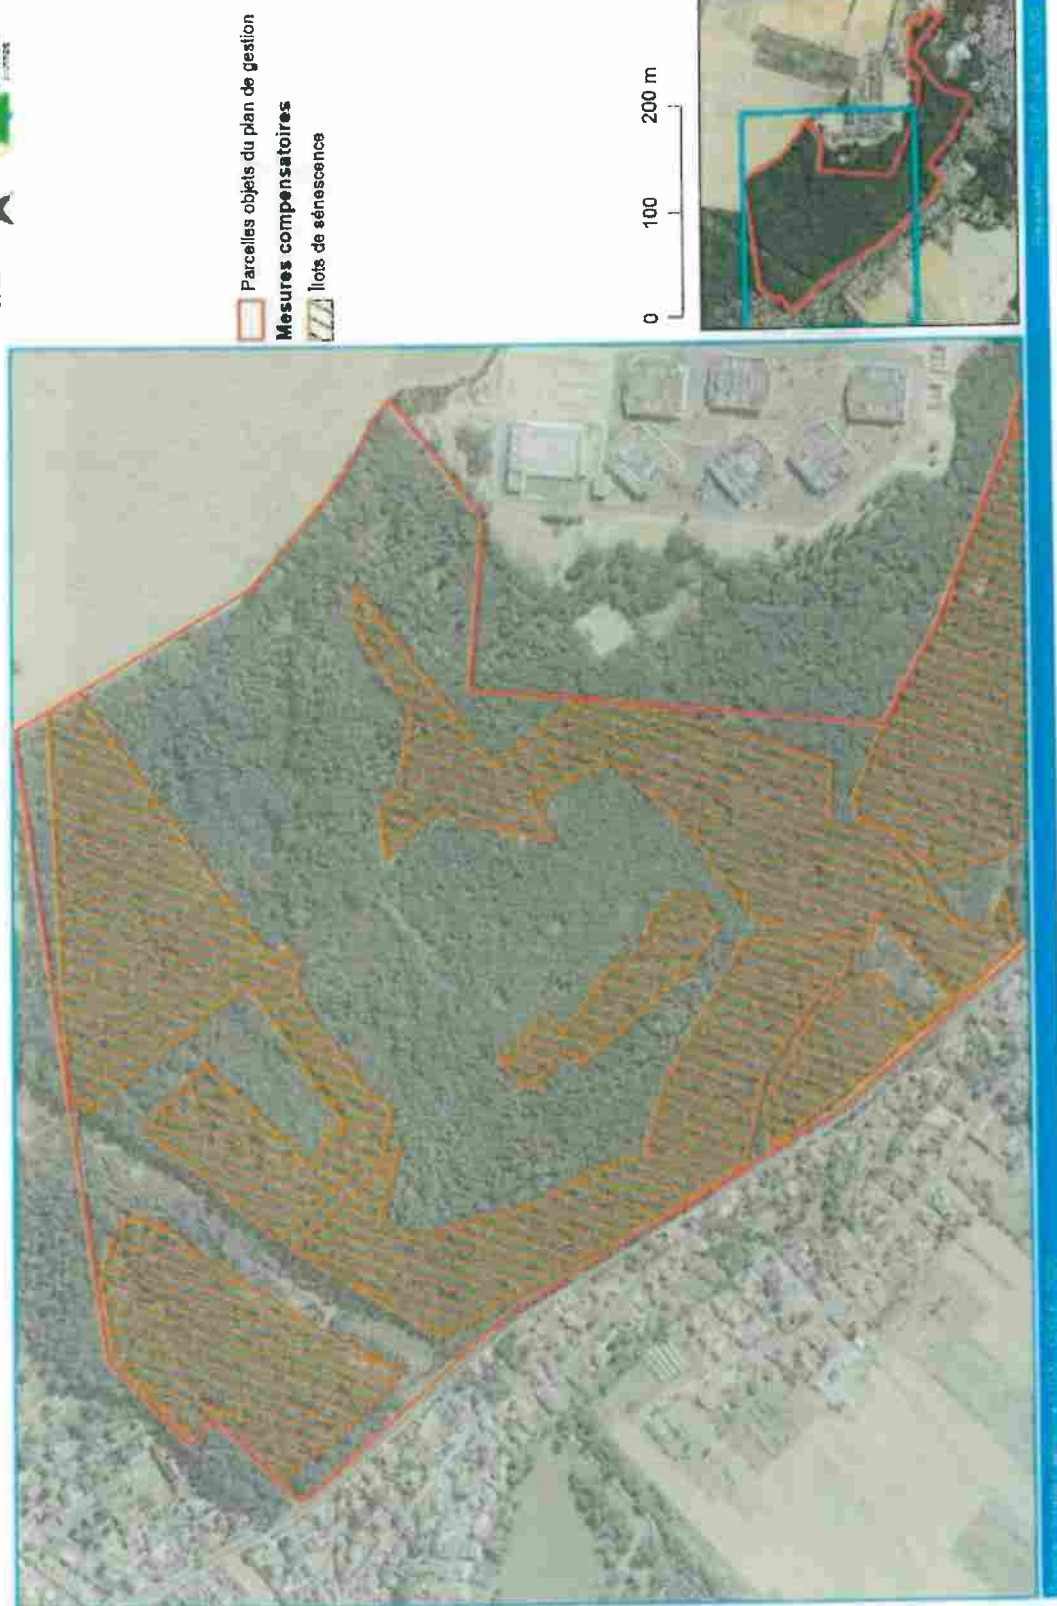 Parcelles objets du plan de gestion
Mesures compensatoires
Îlots de sénescence
0 100 200 m